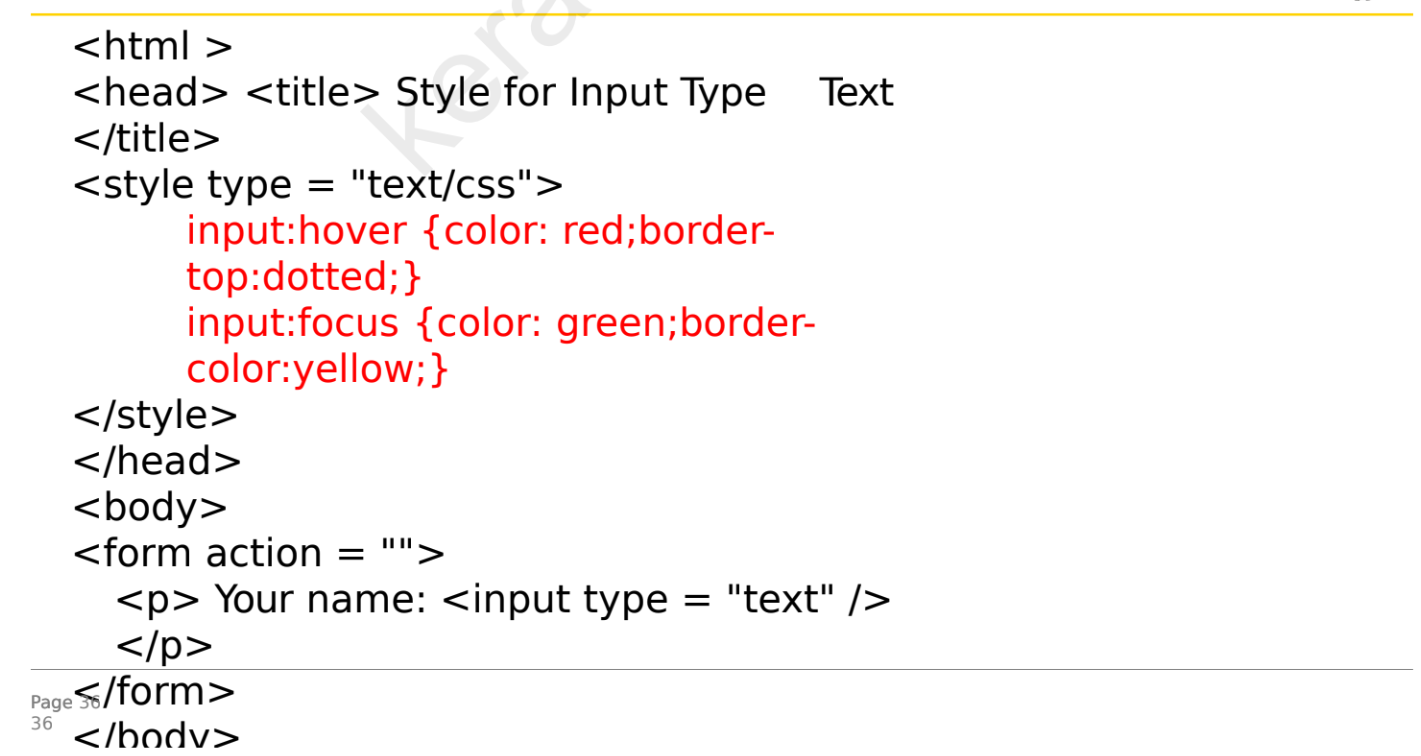 <html >
<head> <title> Style for Input Type Text
</title>
<style type = "text/css">
input:hover {color: red;border-
top:dotted;}
input:focus {color: green;border-
color:yellow;}
</style>
</head>
<body>
<form action = "">
<p> Your name: <input type = "text" />
</p>
</form>
Page 36
36
</body>